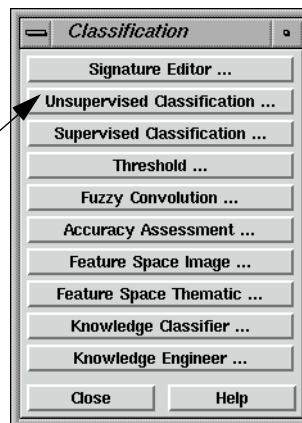 Classification
Signature Editor ...
Unsupervised Classification ...
Supervised Classification ...
Threshold ...
Fuzzy Convolution ...
Accuracy Assessment ...
Feature Space Image ...
Feature Space Thematic ...
Knowledge Classifier ...
Knowledge Engineer ...
Close Help